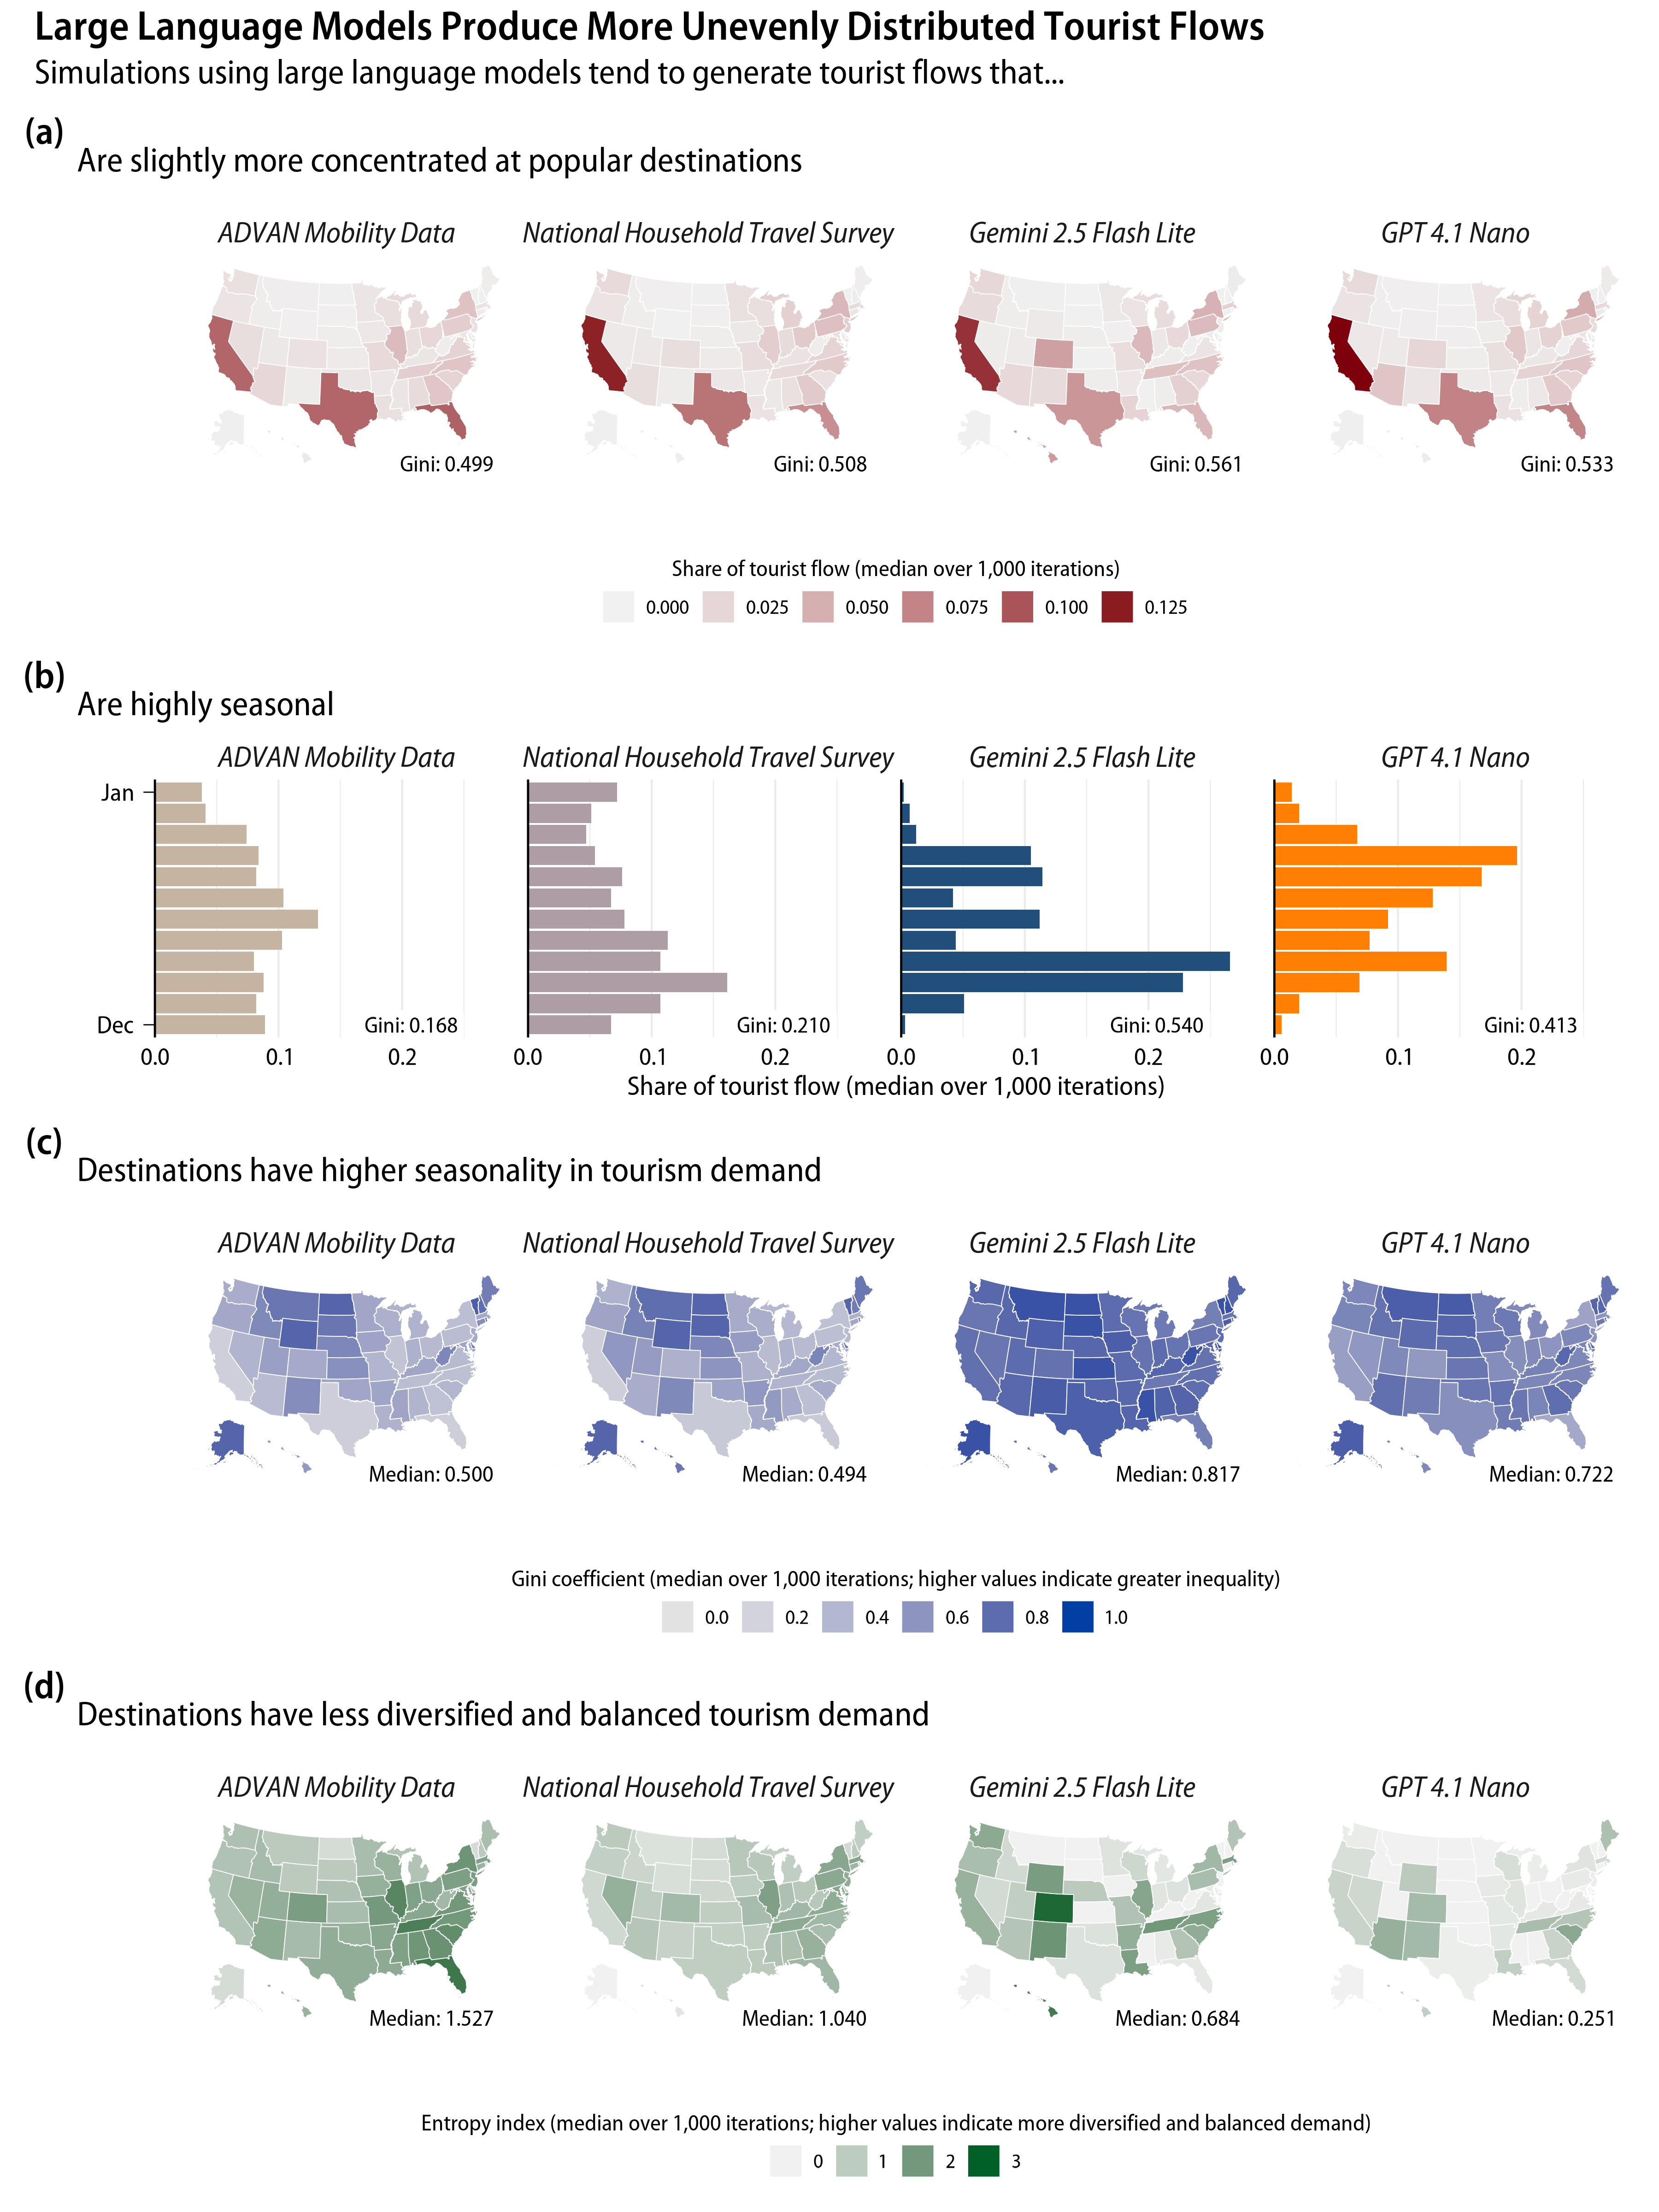 Large Language Models Produce More Unevenly Distributed Tourist Flows
Simulations using large language models tend to generate tourist flows that...
(a)
Are slightly more concentrated at popular destinations
ADVAN Mobility Data National Household Travel Survey Gemini 2.5 Flash Lite GPT 4.1 Nano
Gini: 0.499 Gini: 0.508 Gini: 0.561 Gini: 0.533
Share of tourist flow (median over 1,000 iterations)
0.000 0.025 0.050 0.075 0.100 0.125
(b)
Are highly seasonal
ADVAN Mobility Data National Household Travel Survey Gemini 2.5 Flash Lite GPT 4.1 Nano
Jan
Dec Gini: 0.168 Gini: 0.210 Gini: 0.540 Gini: 0.413
0.0 0.1 0.2 0.0 0.1 0.2 0.0 0.1 0.2 0.0 0.1 0.2
Share of tourist flow (median over 1,000 iterations)
(c)
Destinations have higher seasonality in tourism demand
ADVAN Mobility Data National Household Travel Survey Gemini 2.5 Flash Lite GPT 4.1 Nano
Median: 0.500 Median: 0.494 Median: 0.817 Median: 0.722
Gini coefficient (median over 1,000 iterations; higher values indicate greater inequality)
0.0 0.2 0.4 0.6 0.8 1.0
(d)
Destinations have less diversified and balanced tourism demand
ADVAN Mobility Data National Household Travel Survey Gemini 2.5 Flash Lite GPT 4.1 Nano
Median: 1.527 Median: 1.040 Median: 0.684 Median: 0.251
Entropy index (median over 1,000 iterations; higher values indicate more diversified and balanced demand)
0 1 2 3